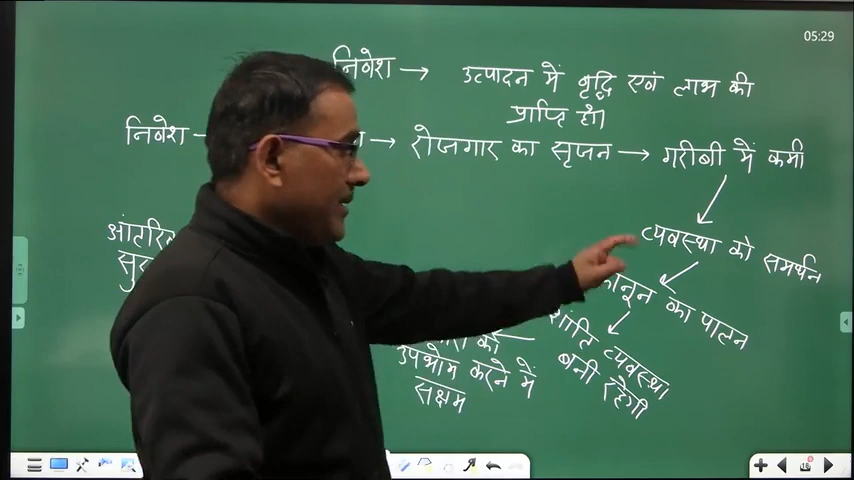 05:29
निवेश → उत्पादन में वृद्धि एवं लाभ की
प्राप्ति हो।
निवेश → → रोजगार का सृजन → गरीबी में कमी
व्यवस्था को समर्थन
कानून का पालन
शांति व्यवस्था
बनी रहेगी
उपभोग करने में
सक्षम